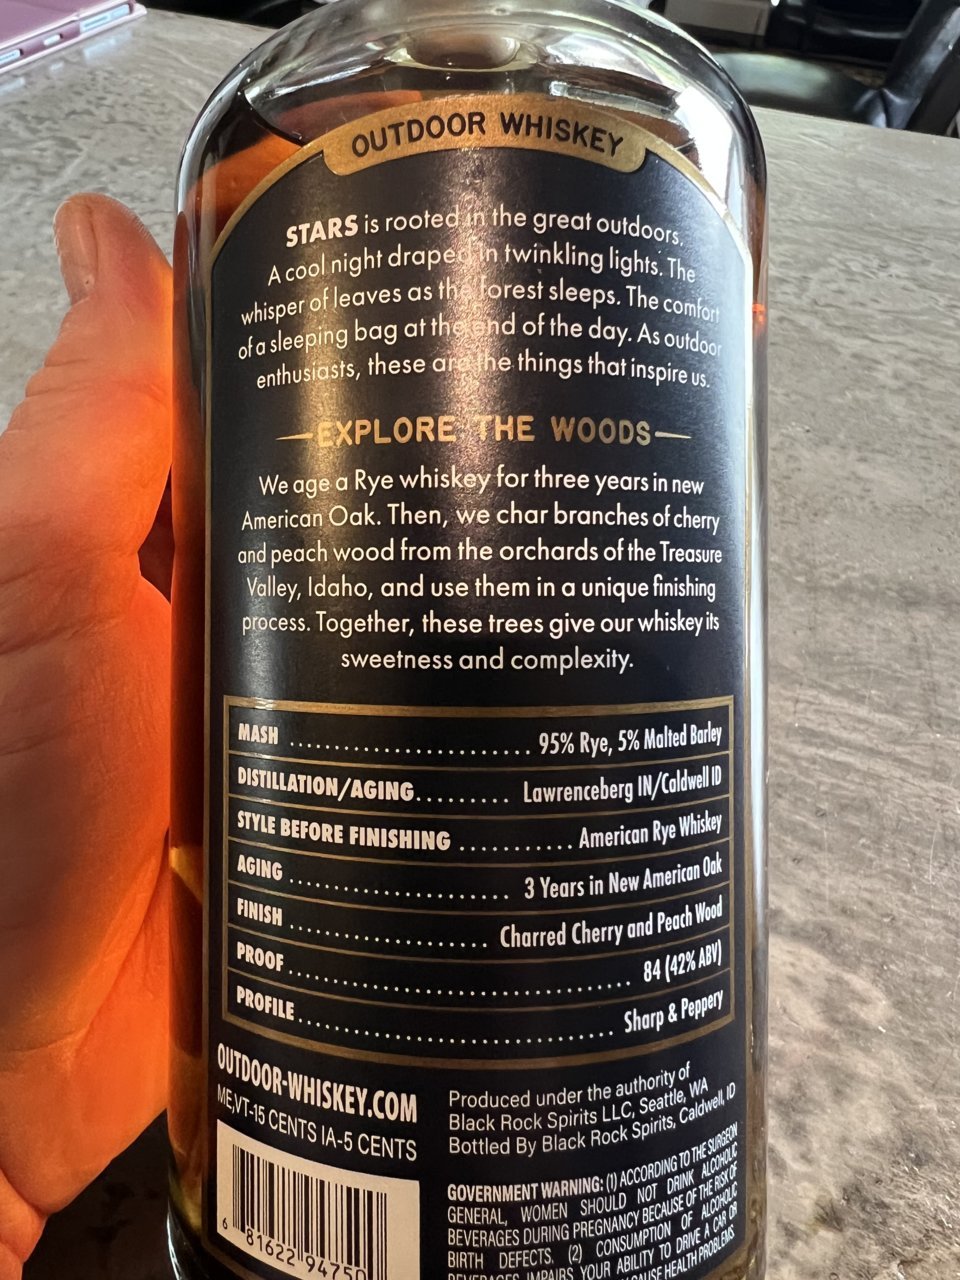 OUTDOOR WHISKEY
STARS is rooted in the great outdoors.
A cool night draped in twinkling lights. The
whisper of leaves as the forest sleeps. The comfort
of a sleeping bag at the end of the day. As outdoor
enthusiasts, these are the things that inspire us.
EXPLORE THE WOODS
We age a Rye whiskey for three years in new
American Oak. Then, we char branches of cherry
and peach wood from the orchards of the Treasure
Valley, Idaho, and use them in a unique finishing
process. Together, these trees give our whiskey its
sweetness and complexity.
MASH .......................... 95% Rye, 5% Malted Barley
DISTILLATION/AGING......... Lawrenceberg IN/Caldwell ID
STYLE BEFORE FINISHING ........... American Rye Whiskey
AGING .......................... 3 Years in New American Oak
FINISH ...................... Charred Cherry and Peach Wood
PROOF ...................................... 84 (42% ABV)
PROFILE .................................. Sharp & Peppery
OUTDOOR-WHISKEY.COM
ME,VT-15 CENTS IA-5 CENTS
Produced under the authority of
Black Rock Spirits LLC, Seattle, WA
Bottled By Black Rock Spirits, Caldwell, ID
GOVERNMENT WARNING: (1) ACCORDING TO THE SURGEON
GENERAL, WOMEN SHOULD NOT DRINK ALCOHOLIC
BEVERAGES DURING PREGNANCY BECAUSE OF THE RISK OF
BIRTH DEFECTS. (2) CONSUMPTION OF ALCOHOLIC
BEVERAGES IMPAIRS YOUR ABILITY TO DRIVE A CAR OR
CAUSE HEALTH PROBLEMS.
6 81622 94750